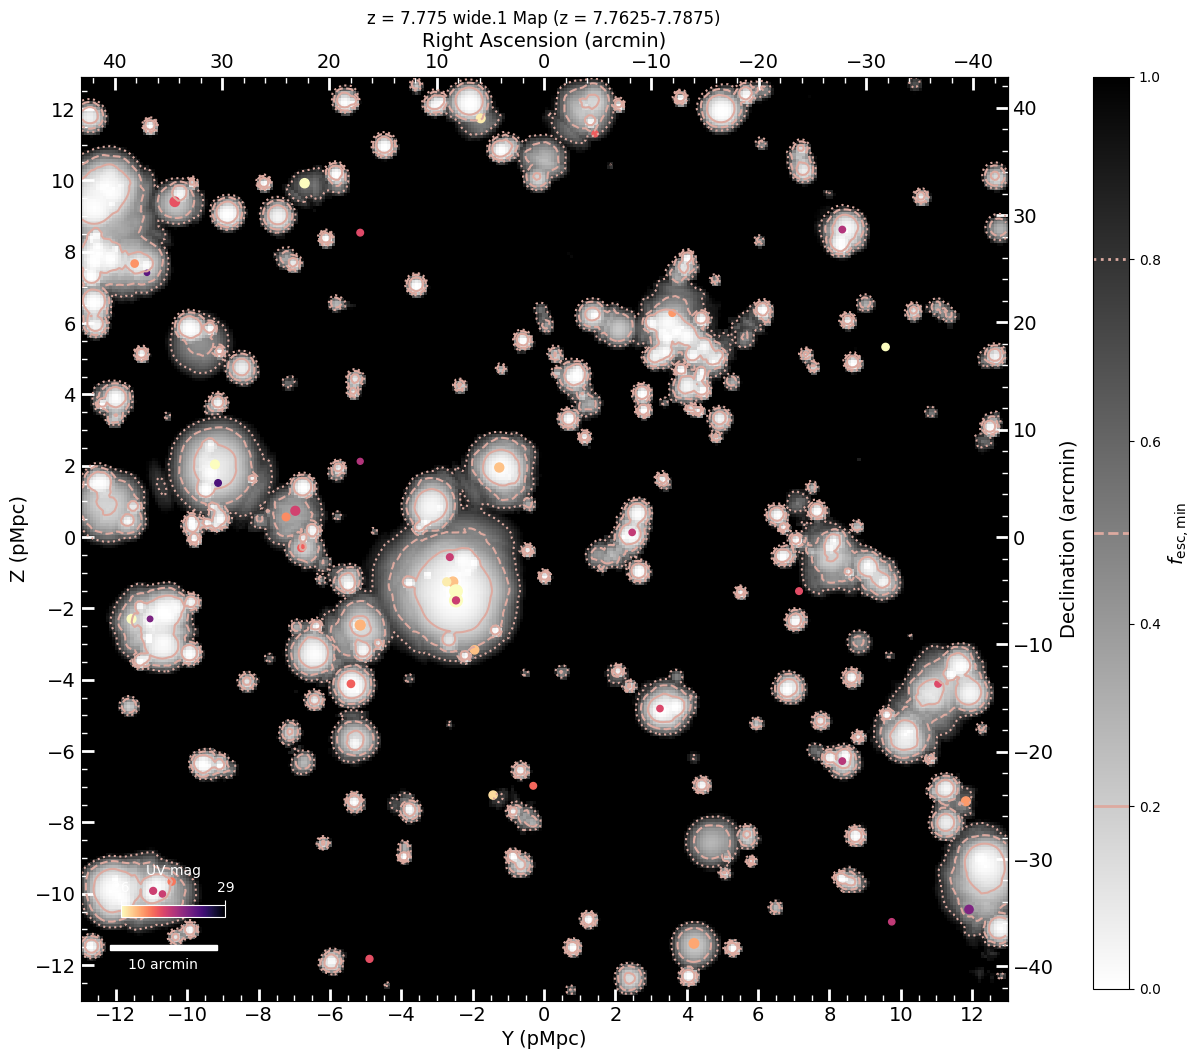 z = 7.775 wide.1 Map (z = 7.7625-7.7875)
Right Ascension (arcmin)
40 30 20 10 0 −10 −20 −30 −40
12 10 8 6 4 2 0 −2 −4 −6 −8 −10 −12
Z (pMpc)
40 30 20 10 0 −10 −20 −30 −40
Declination (arcmin)
UV mag
29
10 arcmin
−12 −10 −8 −6 −4 −2 0 2 4 6 8 10 12
Y (pMpc)
1.0
0.8
0.6
0.4
0.2
0.0
f_esc,min